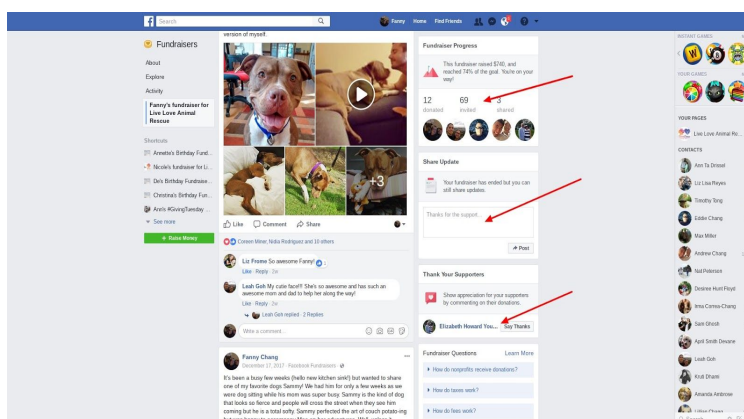 Search
Fanny Home Find Friends
Fundraisers
About
Explore
Activity
Fanny's fundraiser for
Live Love Animal
Rescue
Shortcuts
Annette's Birthday Fund...
Nicole's fundraiser for Li...
De's Birthday Fundraise...
Christina's Birthday Fun...
Ann's #GivingTuesday ...
See more
+ Raise Money
version of myself.
+3
Like Comment Share
Coreen Minor, Nidia Rodriguez and 10 others
Liz Frome So awesome Fanny!
Like · Reply · 2w
Leah Goh My cutie face!!! She's so awesome and has such an
awesome mom and dad to help her along the way!
Like · Reply · 2w
Leah Goh replied · 2 Replies
Write a comment...
Fanny Chang
December 17, 2017 · Facebook Fundraisers ·
It's been a busy few weeks (hello new kitchen sink!) but wanted to share
one of my favorite dogs Sammy! We had him for only a few weeks as we
were dog sitting while his mom was super busy. Sammy is the kind of dog
that looks so fierce and people will cross the street when they see him
coming but he is a total softy. Sammy perfected the art of couch potato-ing
Fundraiser Progress
This fundraiser raised $740, and
reached 74% of the goal. You're on your
way!
12 69 3
donated invited shared
Share Update
Your fundraiser has ended but you can
still share updates.
Thanks for the support...
Post
Thank Your Supporters
Show appreciation for your supporters
by commenting on their donations.
Elizabeth Howard You... Say Thanks
Fundraiser Questions Learn More
How do nonprofits receive donations?
How do taxes work?
How do fees work?
INSTANT GAMES
YOUR GAMES
YOUR PAGES
Live Love Animal Re...
CONTACTS
Ann Ta Drissel
Liz Lisa Reyes
Timothy Tong
Eddie Chang
Max Miller
Andrew Chang
Nat Peterson
Desiree Hunt Floyd
Irma Correa-Chang
Sam Ghosh
April Smith Devane
Leah Goh
Kruti Dhami
Amanda Ambrose
Search